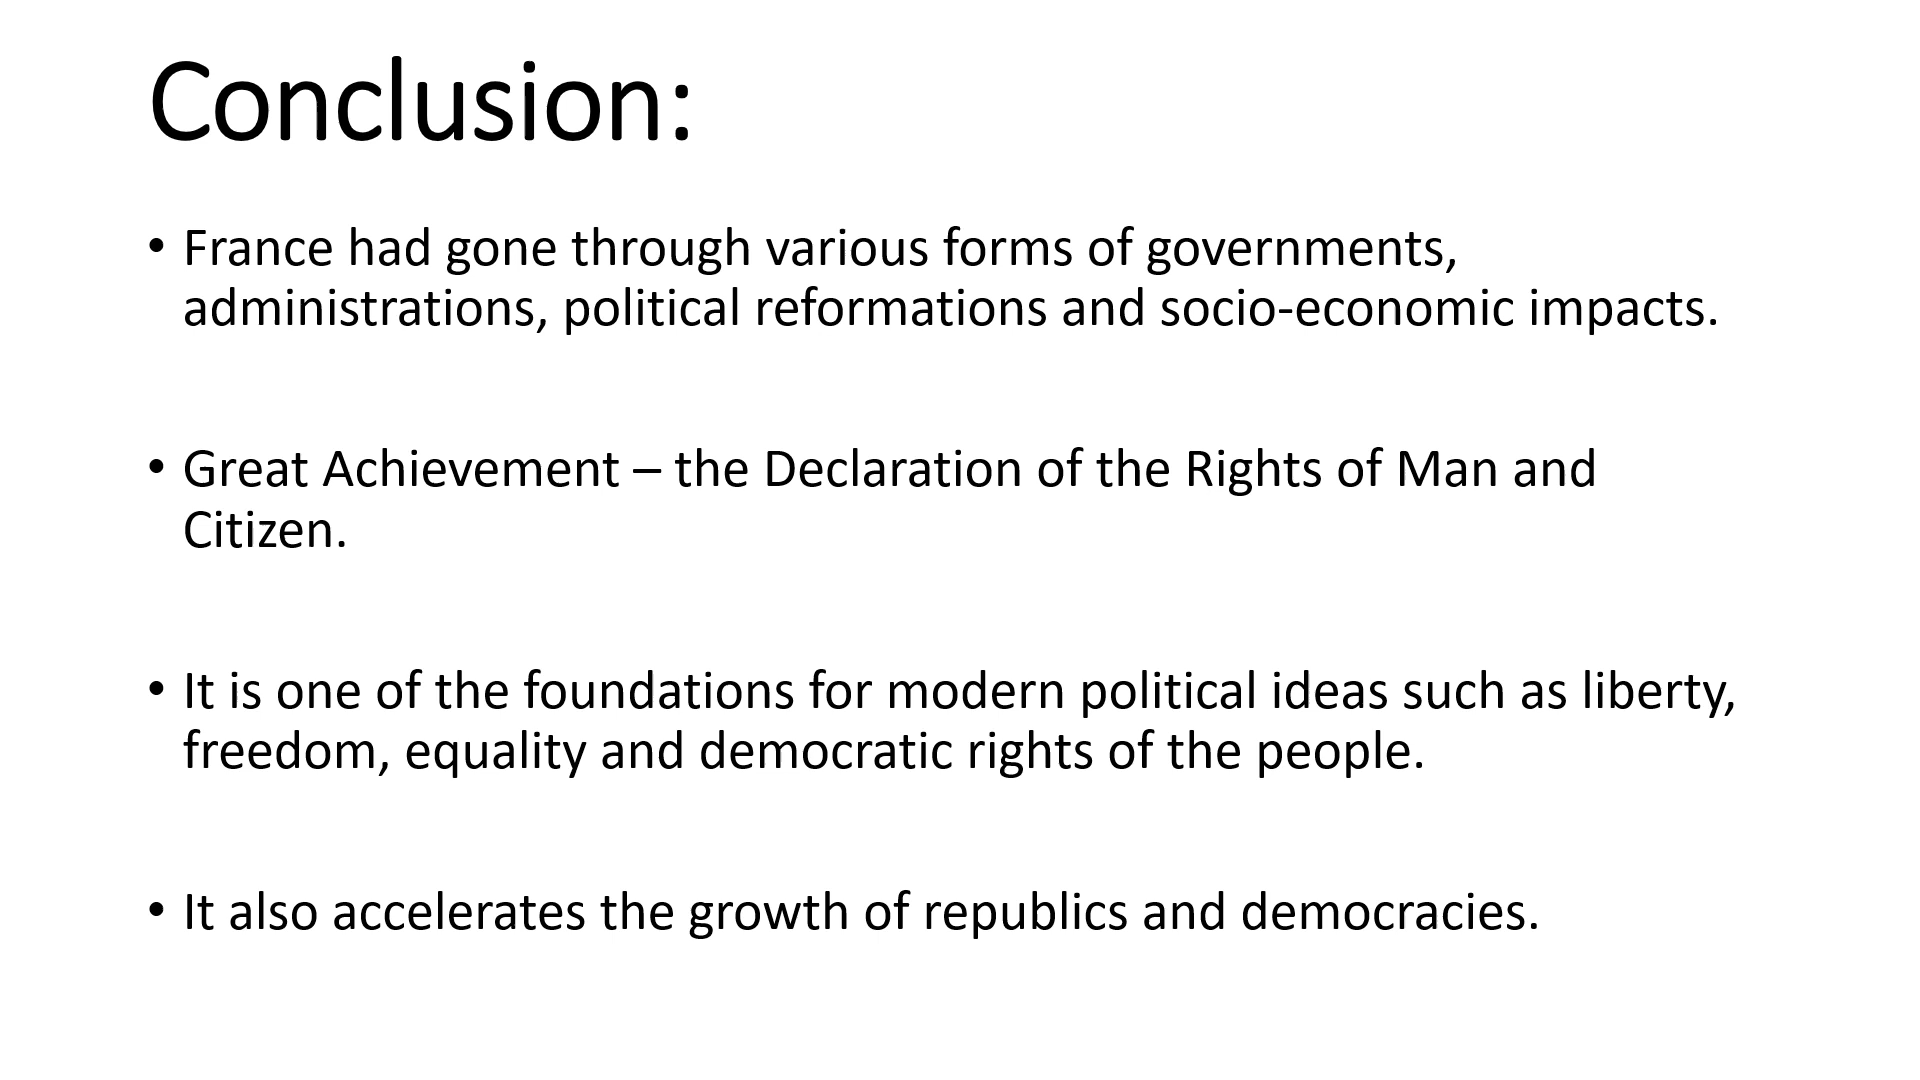 Conclusion:
• France had gone through various forms of governments,
administrations, political reformations and socio-economic impacts.
• Great Achievement – the Declaration of the Rights of Man and
Citizen.
• It is one of the foundations for modern political ideas such as liberty,
freedom, equality and democratic rights of the people.
• It also accelerates the growth of republics and democracies.